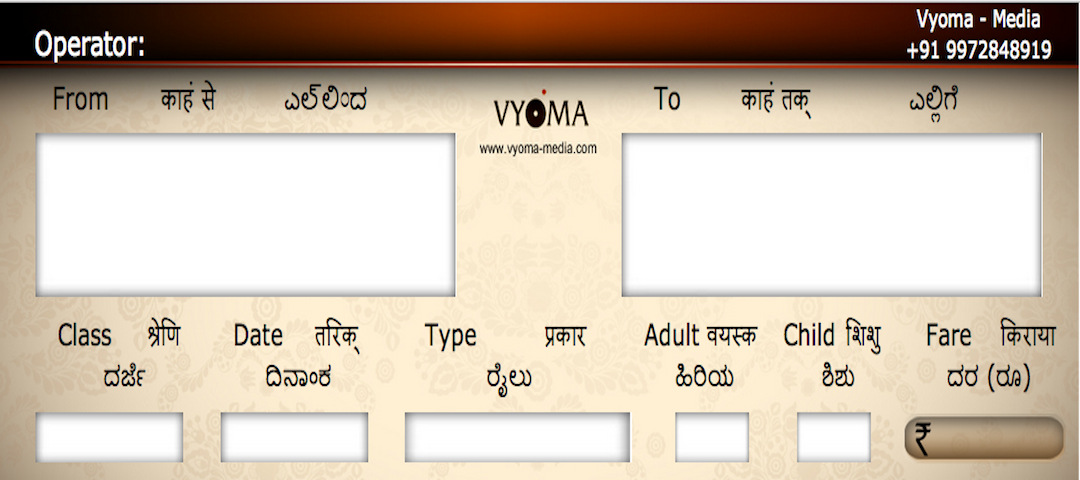 Operator:
Vyoma - Media
+91 9972848919
From काहं से ಎಲ್ಲಿಂದ
VYOMA
www.vyoma-media.com
To काहं तक् ಎಲ್ಲಿಗೆ
Class श्रेणि Date तरिक् Type प्रकार Adult वयस्क Child शिशु Fare किराया
ದರ್ಜೆ ದಿನಾಂಕ ರೈಲು ಹಿರಿಯ ಶಿಶು ದರ (ರೂ)
₹